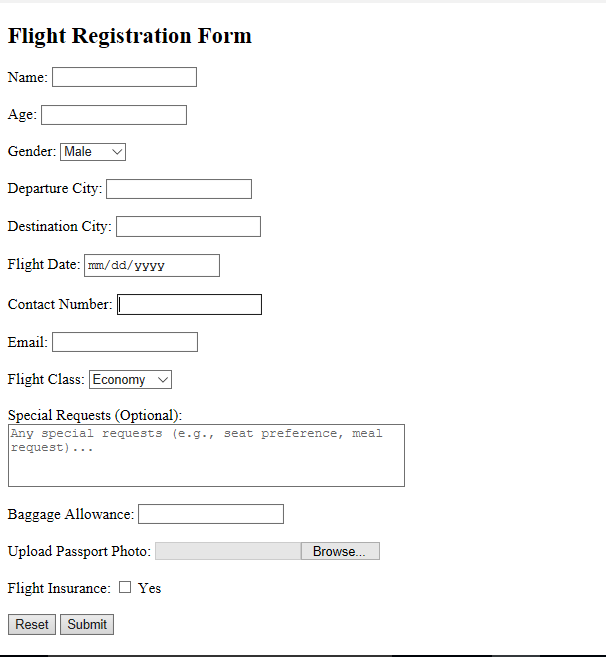 Flight Registration Form
Name:
Age:
Gender: Male
Departure City:
Destination City:
Flight Date: mm/dd/yyyy
Contact Number:
Email:
Flight Class: Economy
Special Requests (Optional):
Any special requests (e.g., seat preference, meal
request)...
Baggage Allowance:
Upload Passport Photo: Browse...
Flight Insurance: Yes
Reset Submit